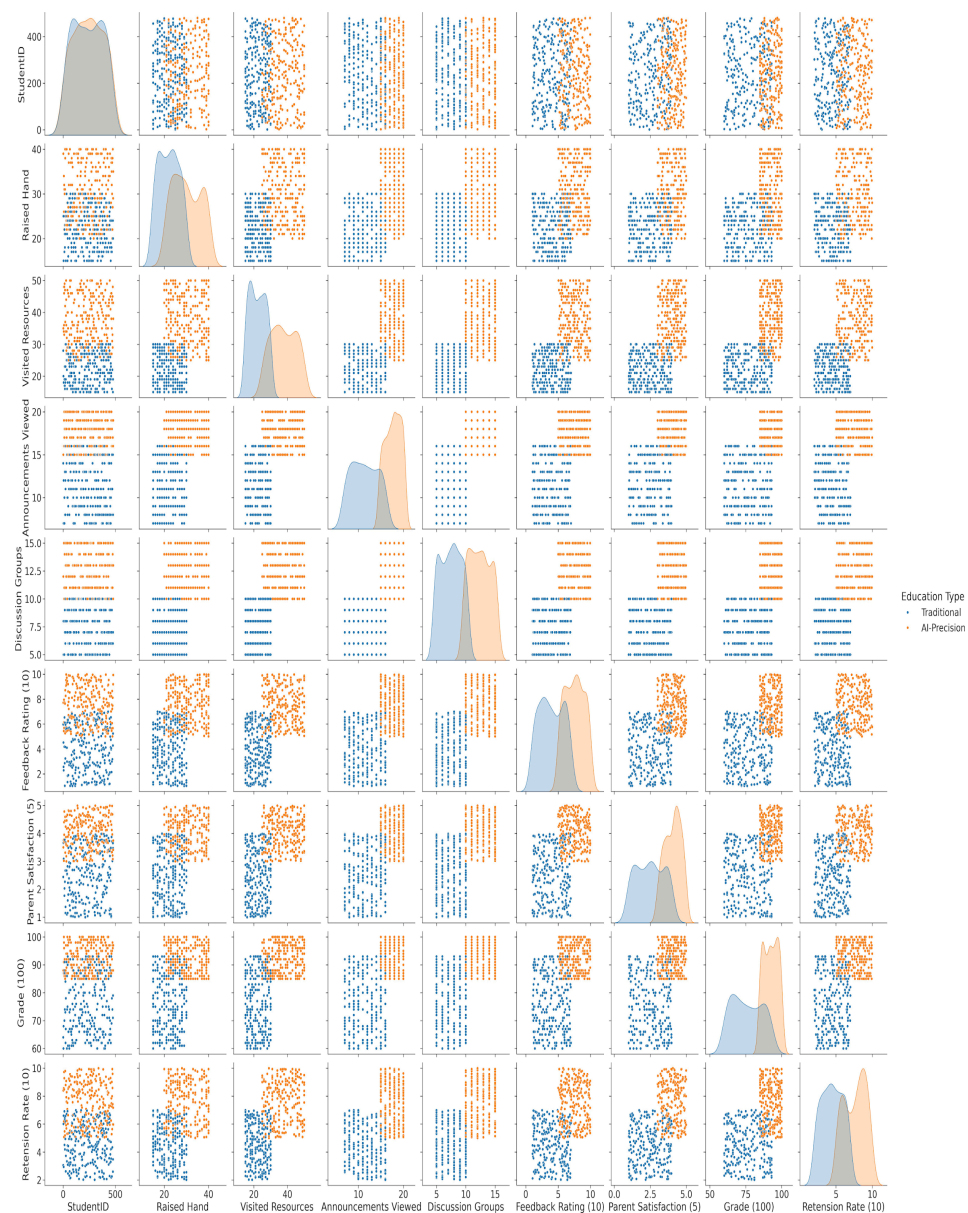 StudentID
400
200
0
Raised Hand
40
30
20
Visited Resources
50
40
30
20
Announcements Viewed
20
15
10
Discussion Groups
15.0
12.5
10.0
7.5
5.0
Education Type
Traditional
AI-Precision
Feedback Rating (10)
10
8
6
4
2
Parent Satisfaction (5)
5
4
3
2
1
Grade (100)
100
90
80
70
60
Retension Rate (10)
10
8
6
4
2
0 500 20 40 20 40 10 20 5 10 15 0 5 10 0.0 2.5 5.0 50 75 100 5 10
StudentID Raised Hand Visited Resources Announcements Viewed Discussion Groups Feedback Rating (10) Parent Satisfaction (5) Grade (100) Retension Rate (10)